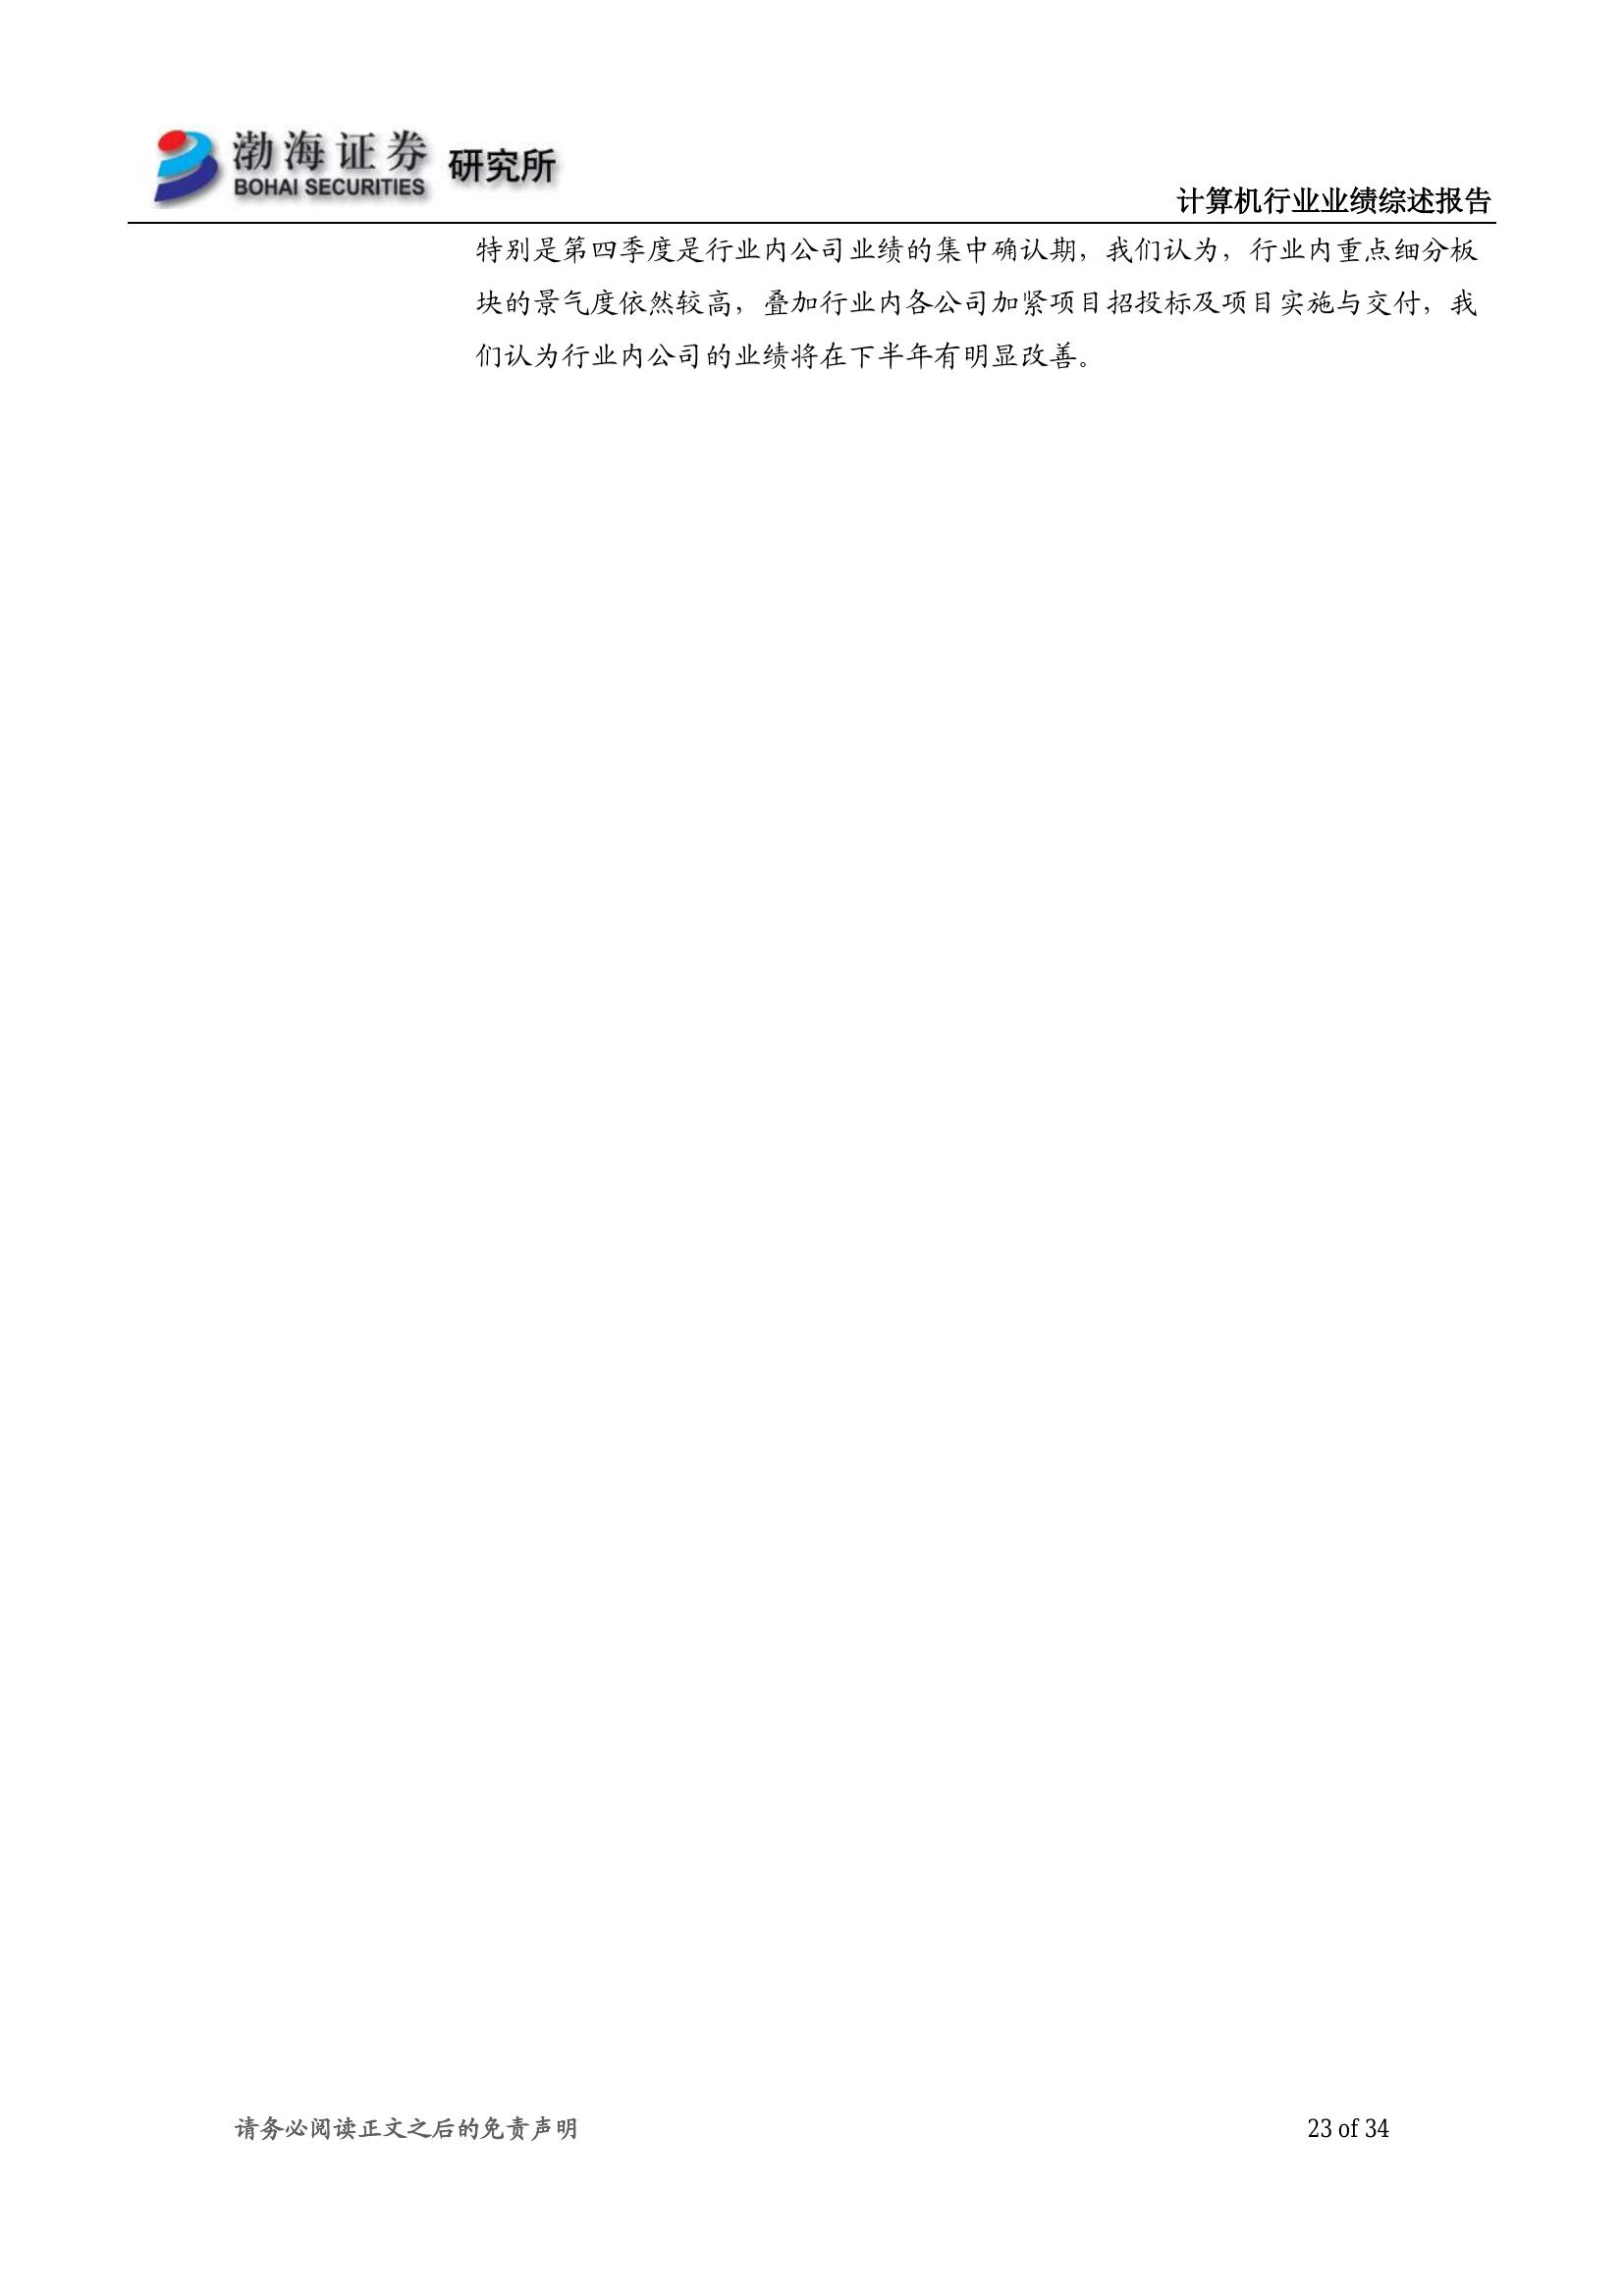 渤海证券 研究所
BOHAI SECURITIES
计算机行业业绩综述报告
特别是第四季度是行业内公司业绩的集中确认期，我们认为，行业内重点细分板
块的景气度依然较高，叠加行业内各公司加紧项目招投标及项目实施与交付，我
们认为行业内公司的业绩将在下半年有明显改善。
请务必阅读正文之后的免责声明
23 of 34